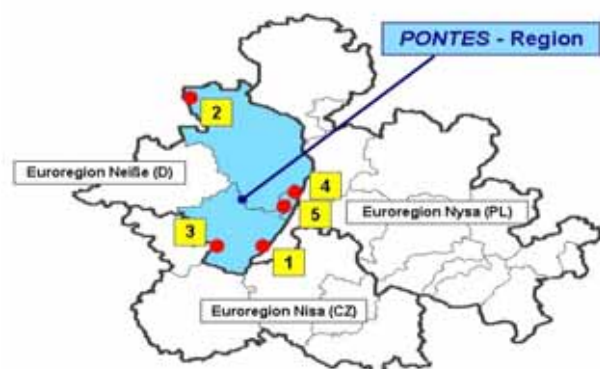 PONTES - Region
2
Euroregion Neiße (D)
4
5
Euroregion Nysa (PL)
3
1
Euroregion Nisa (CZ)